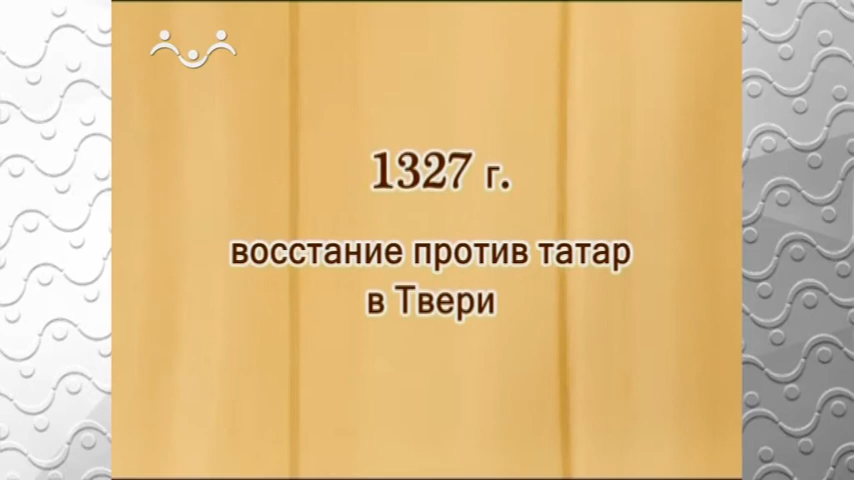 1327 г.
восстание против татар
в Твери